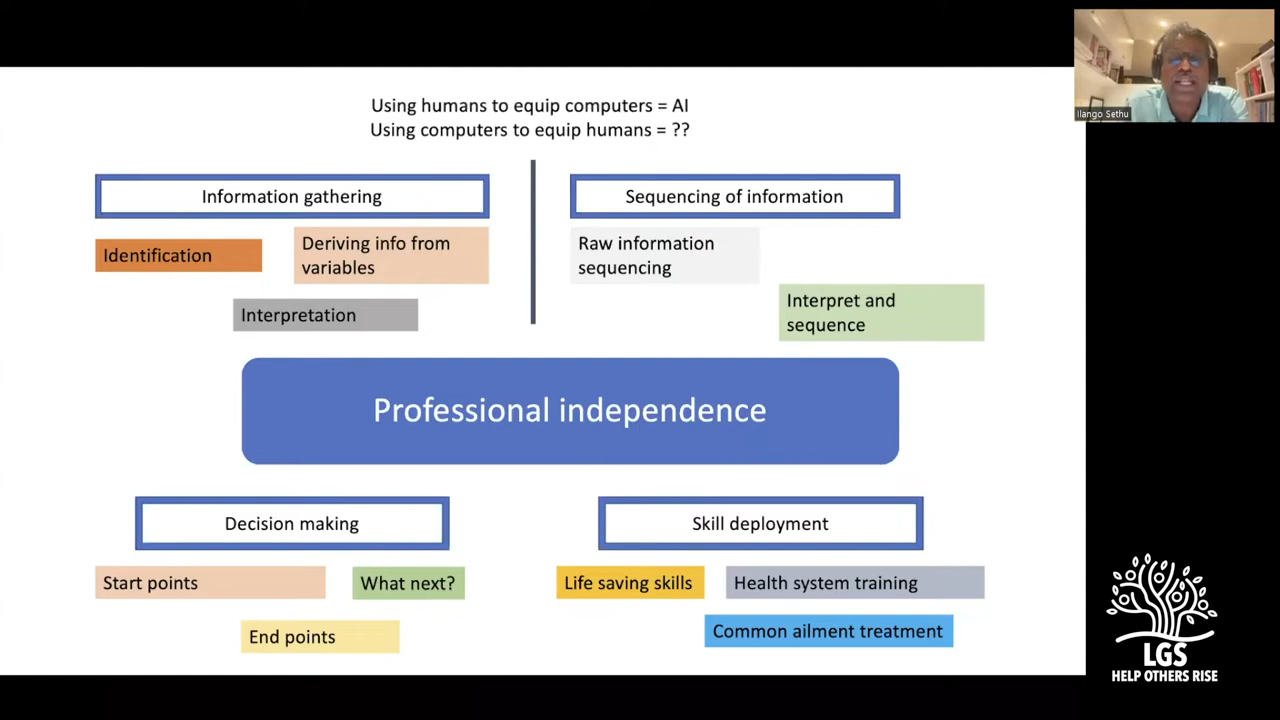 Using humans to equip computers = AI
Using computers to equip humans = ??
Information gathering
Identification
Deriving info from
variables
Interpretation
Sequencing of information
Raw information
sequencing
Interpret and
sequence
Professional independence
Decision making
Start points
What next?
End points
Skill deployment
Life saving skills
Health system training
Common ailment treatment
Ilango Sethu
LGS
HELP OTHERS RISE